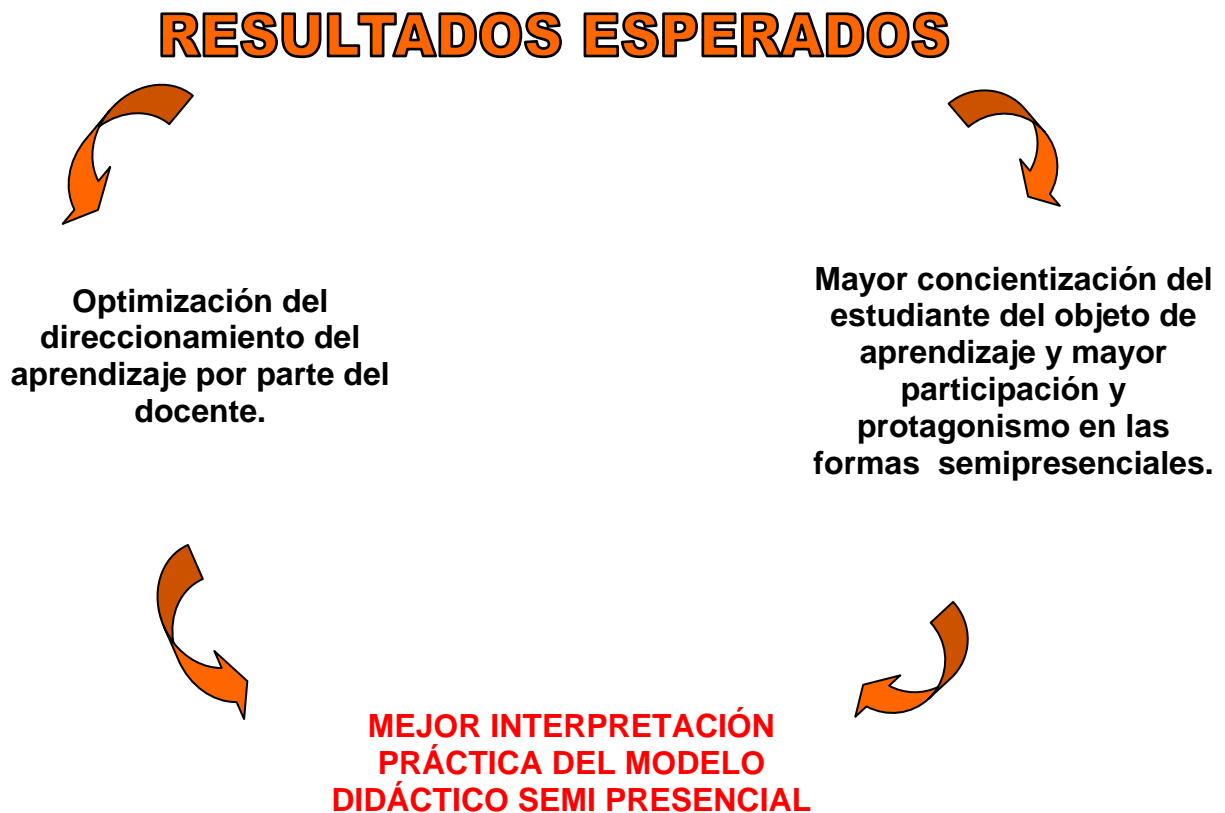 RESULTADOS ESPERADOS
Optimización del
direccionamiento del
aprendizaje por parte del
docente.
Mayor concientización del
estudiante del objeto de
aprendizaje y mayor
participación y
protagonismo en las
formas  semipresenciales.
MEJOR INTERPRETACIÓN
PRÁCTICA DEL MODELO
DIDÁCTICO SEMI PRESENCIAL